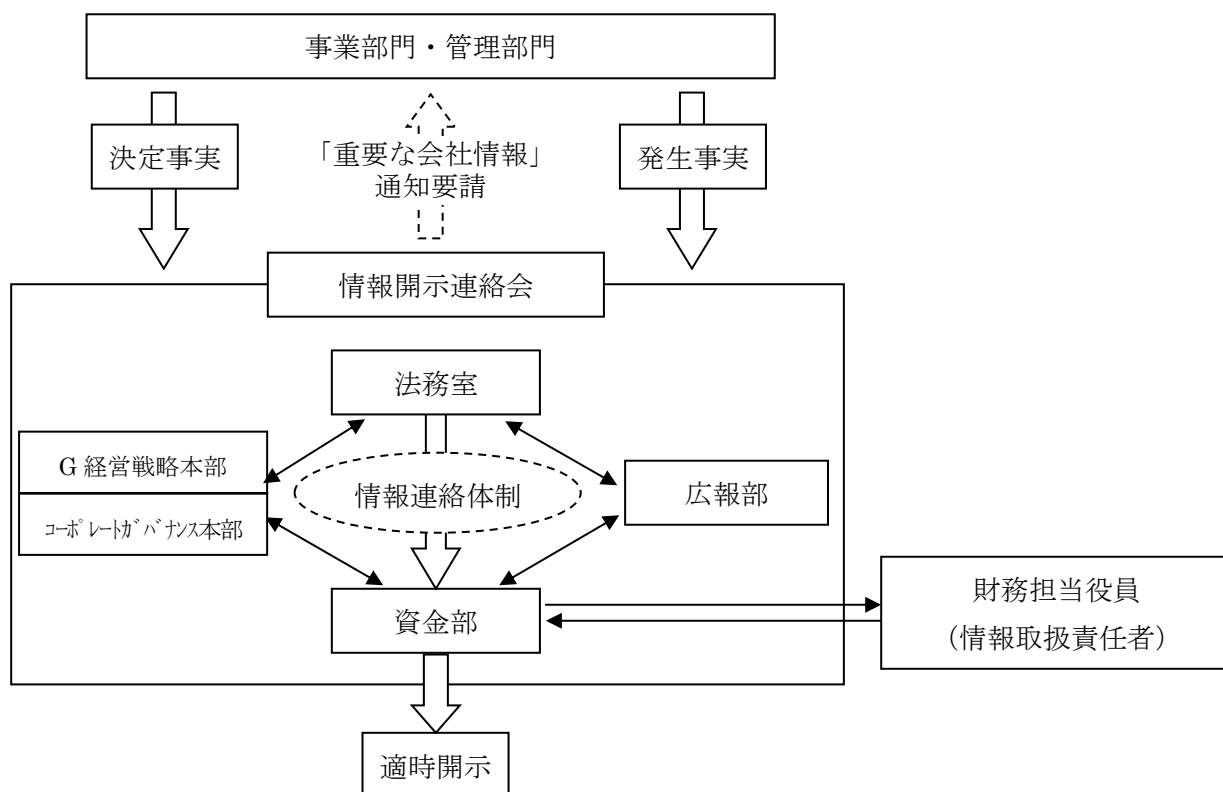 事業部門・管理部門
決定事実
「重要な会社情報」
通知要請
発生事実
情報開示連絡会
法務室
G 経営戦略本部
ｺｰﾎﾟﾚｰﾄｶﾞﾊﾞﾅﾝｽ本部
情報連絡体制
広報部
資金部
財務担当役員
（情報取扱責任者）
適時開示